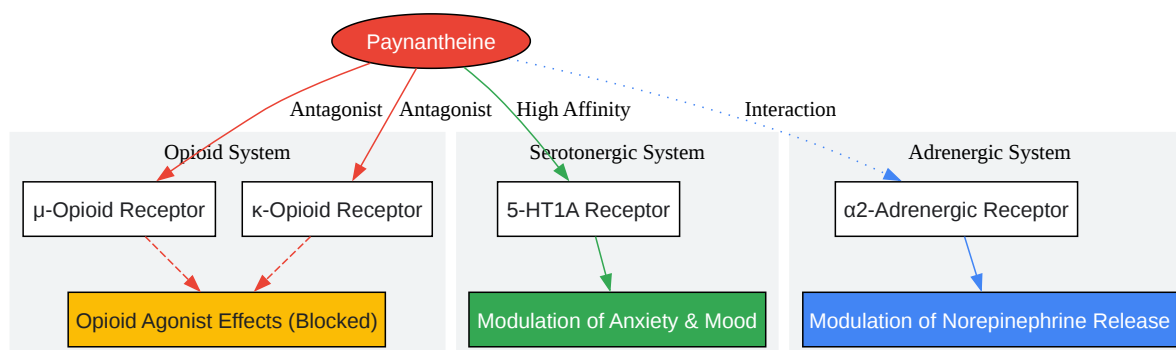 Paynantheine
Antagonist
Antagonist
High Affinity
Interaction
Opioid System
Serotonergic System
Adrenergic System
μ-Opioid Receptor
κ-Opioid Receptor
5-HT1A Receptor
α2-Adrenergic Receptor
Opioid Agonist Effects (Blocked)
Modulation of Anxiety & Mood
Modulation of Norepinephrine Release